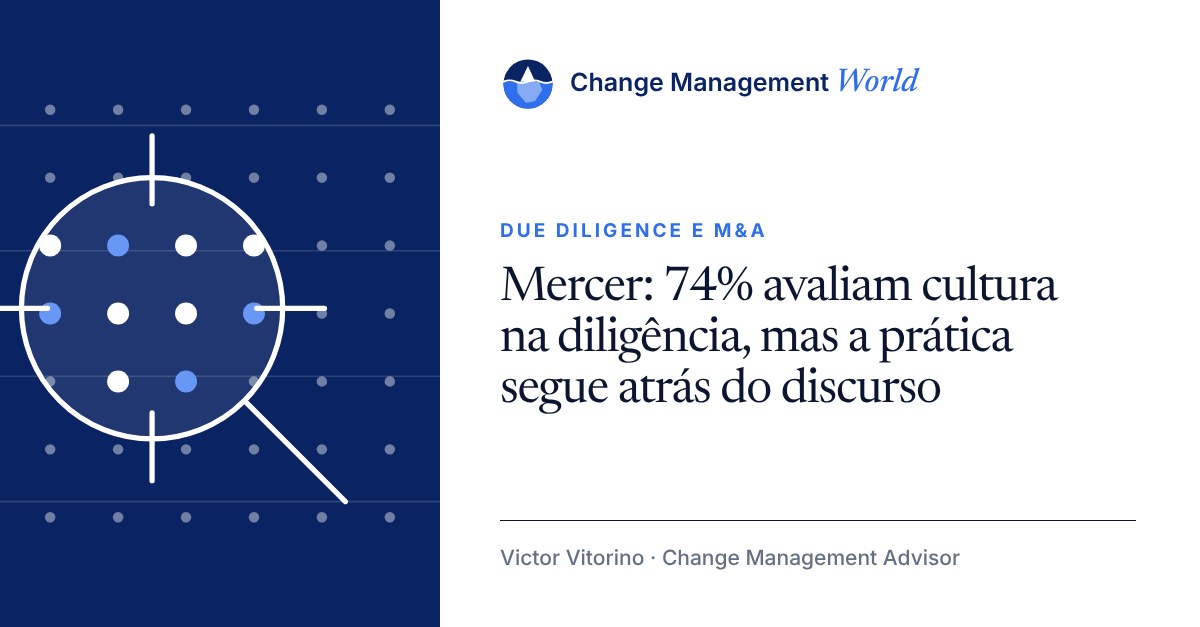 Change Management World
DUE DILIGENCE E M&A
Mercer: 74% avaliam cultura
na diligência, mas a prática
segue atrás do discurso
Victor Vitorino · Change Management Advisor